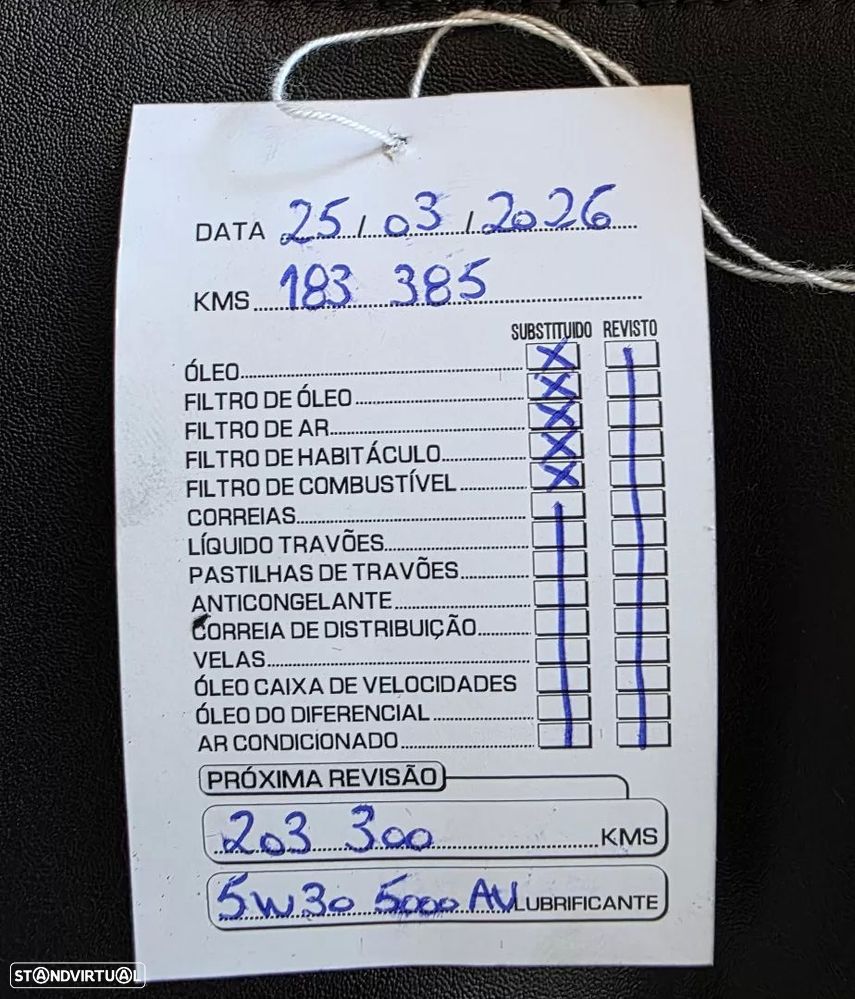 DATA 25 / 03 / 2026
KMS 183 385
SUBSTITUIDO REVISTO
ÓLEO X
FILTRO DE ÓLEO X
FILTRO DE AR X
FILTRO DE HABITÁCULO X
FILTRO DE COMBUSTÍVEL X
CORREIAS
LÍQUIDO TRAVÕES
PASTILHAS DE TRAVÕES
ANTICONGELANTE
CORREIA DE DISTRIBUIÇÃO
VELAS
ÓLEO CAIXA DE VELOCIDADES
ÓLEO DO DIFERENCIAL
AR CONDICIONADO
PRÓXIMA REVISÃO
203 300 KMS
5W30 5000 AV LUBRIFICANTE
STANDVIRTUAL